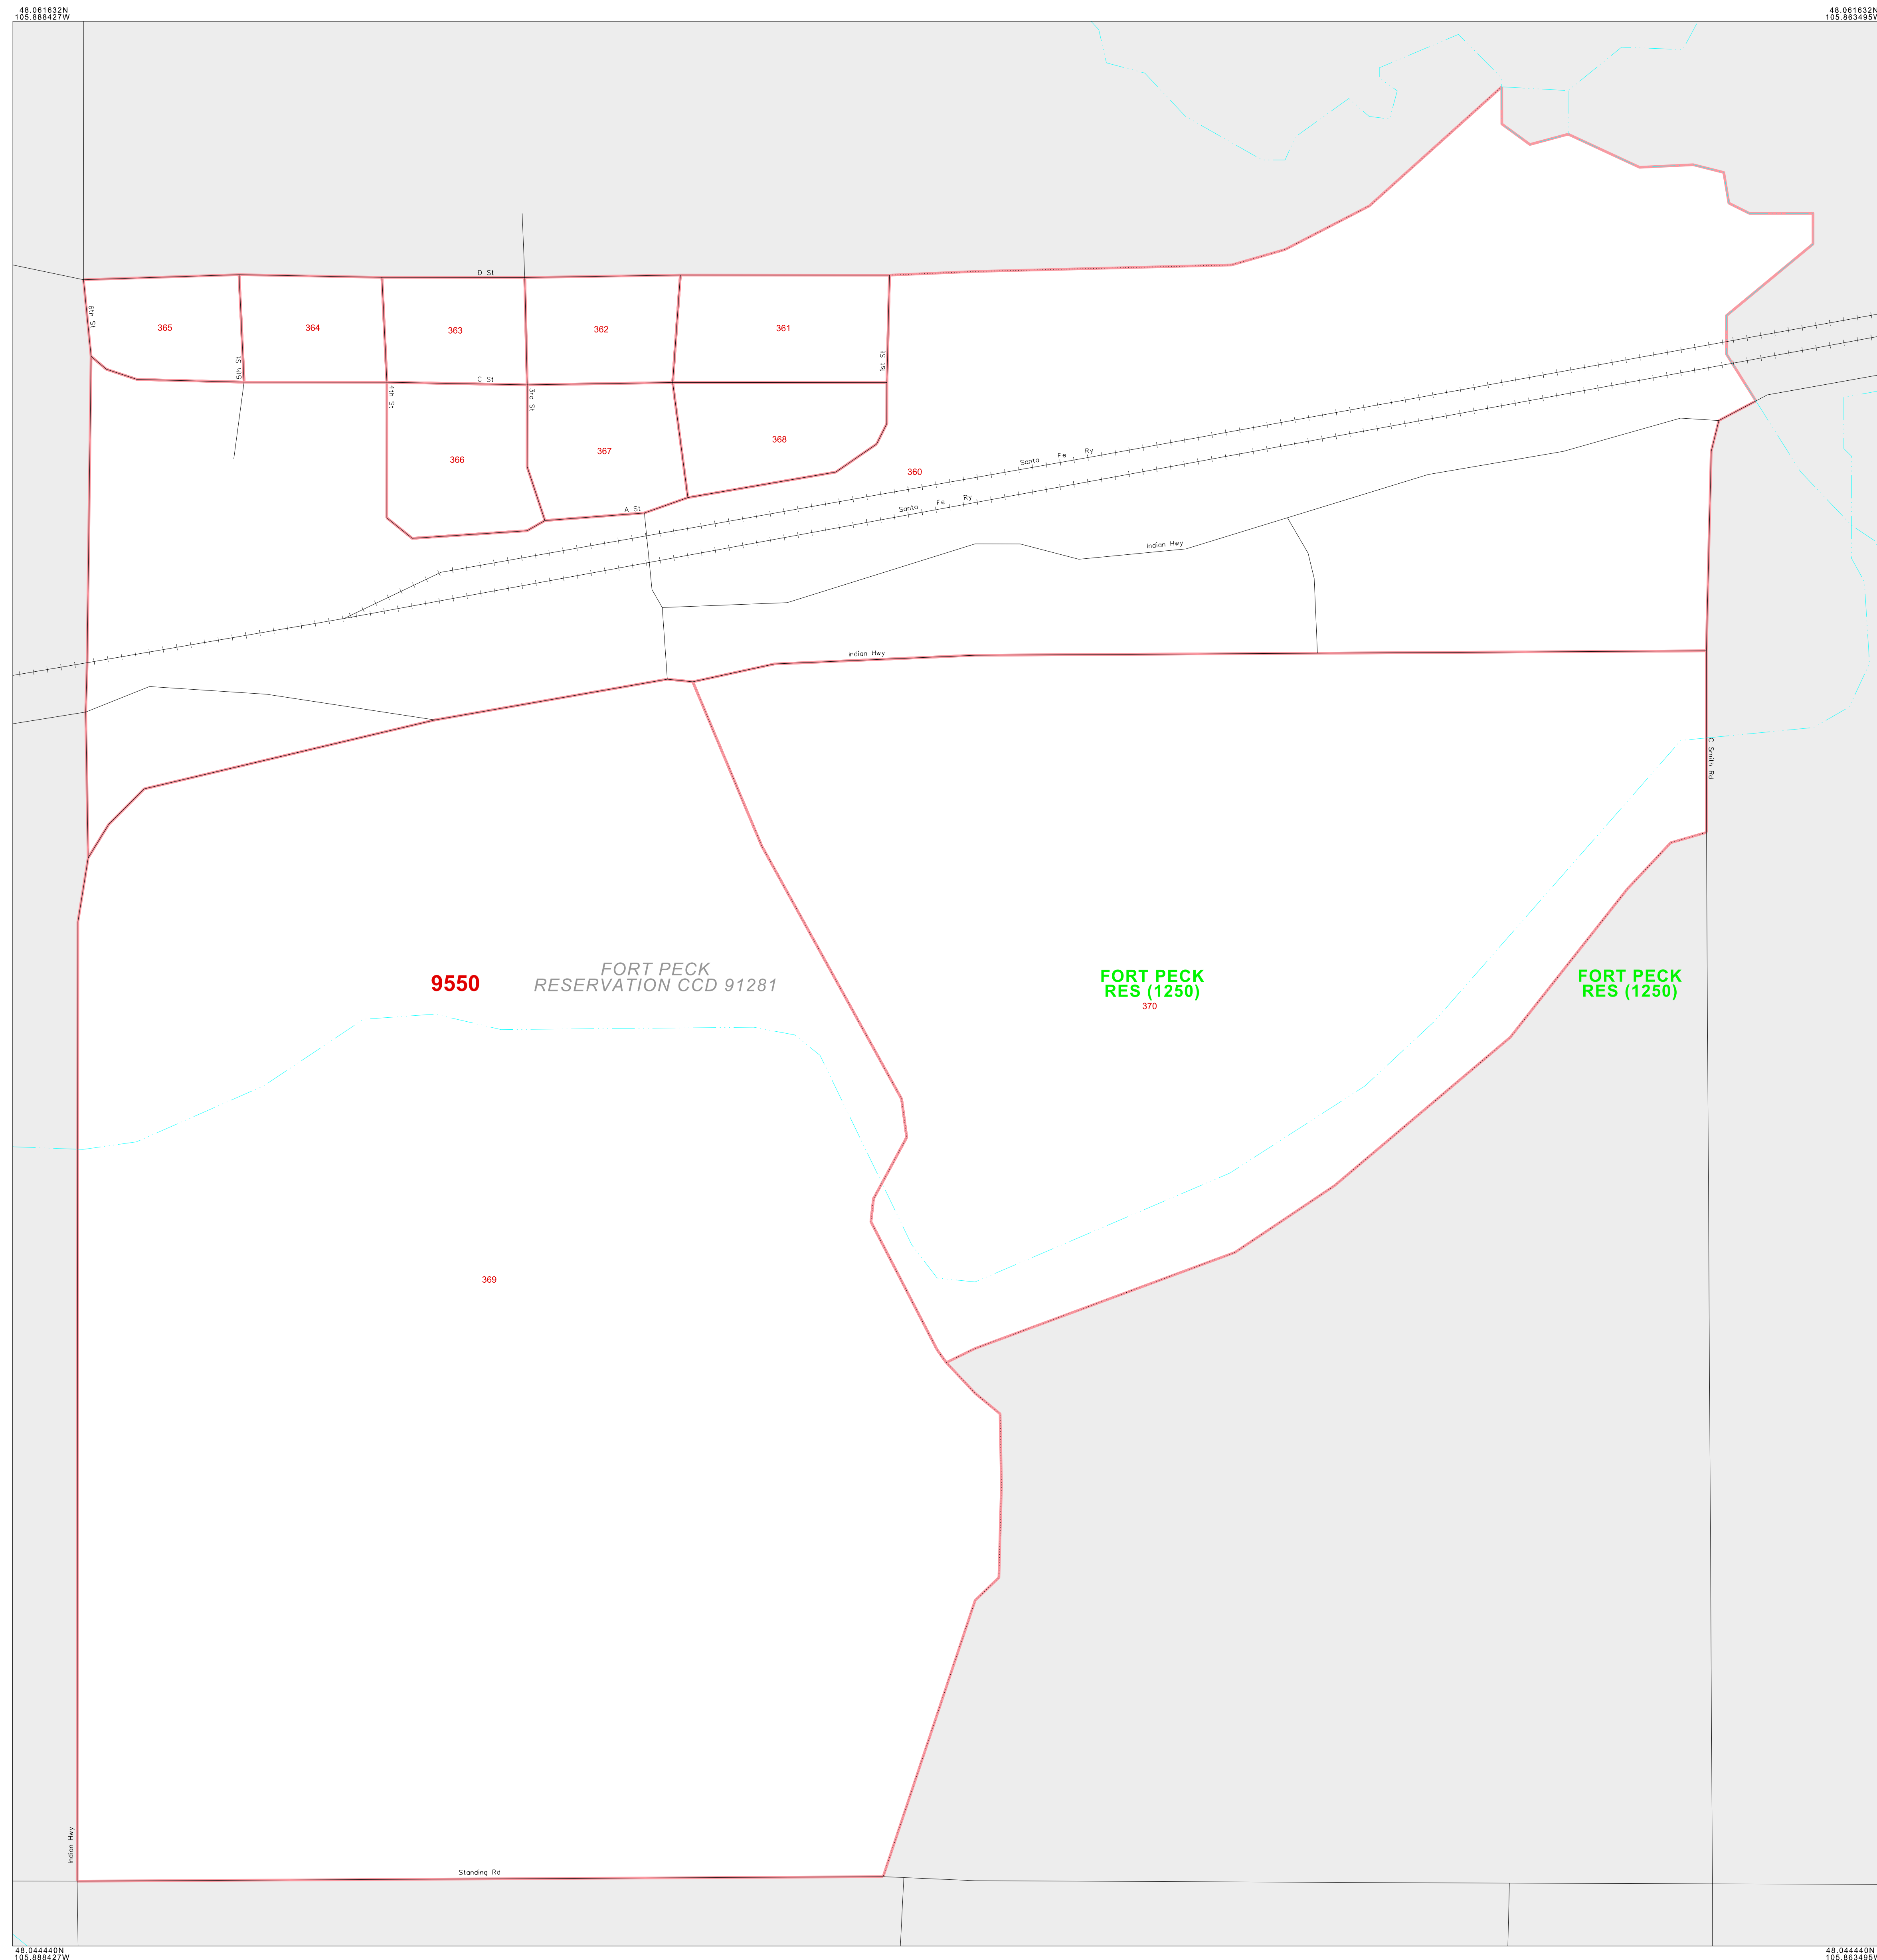 48.061632N
105.888427W
48.061632N
105.863495W
D St
6th St
365
364
363
362
361
5th St
1st St
C St
4th St
3rd St
366
367
368
360
A St
Santa Fe Ry
Santa Fe Ry
Indian Hwy
Indian Hwy
C Smith Rd
9550
FORT PECK
RESERVATION CCD 91281
FORT PECK
RES (1250)
370
FORT PECK
RES (1250)
369
Indian Hwy
Standing Rd
48.044440N
105.888427W
48.044440N
105.863495W